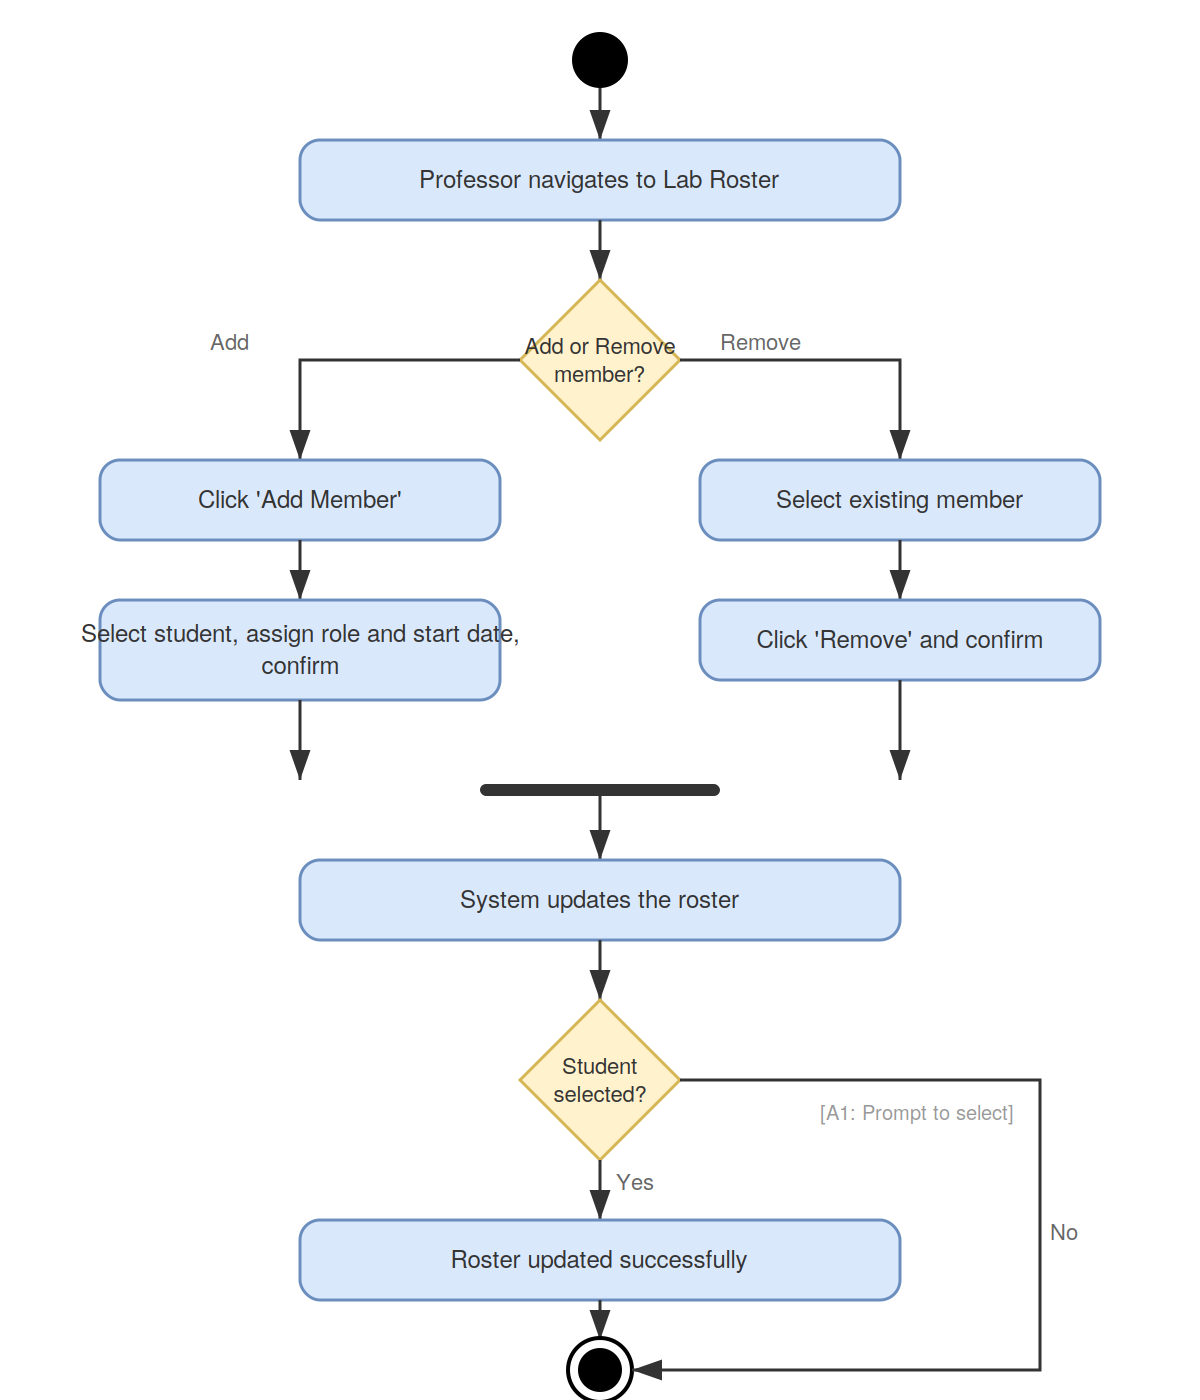 Professor navigates to Lab Roster
Add
Add or Remove
member?
Remove
Click 'Add Member'
Select existing member
Select student, assign role and start date,
confirm
Click 'Remove' and confirm
System updates the roster
Student
selected?
[A1: Prompt to select]
Yes
No
Roster updated successfully